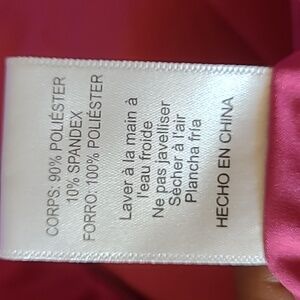 CORPS: 90% POLIÉSTER
10% SPANDEX
FORRO: 100% POLIÉSTER
Laver à la main à
l'eau froide
Ne pas javelliser
Sécher à l'air
Plancha fría
HECHO EN CHINA